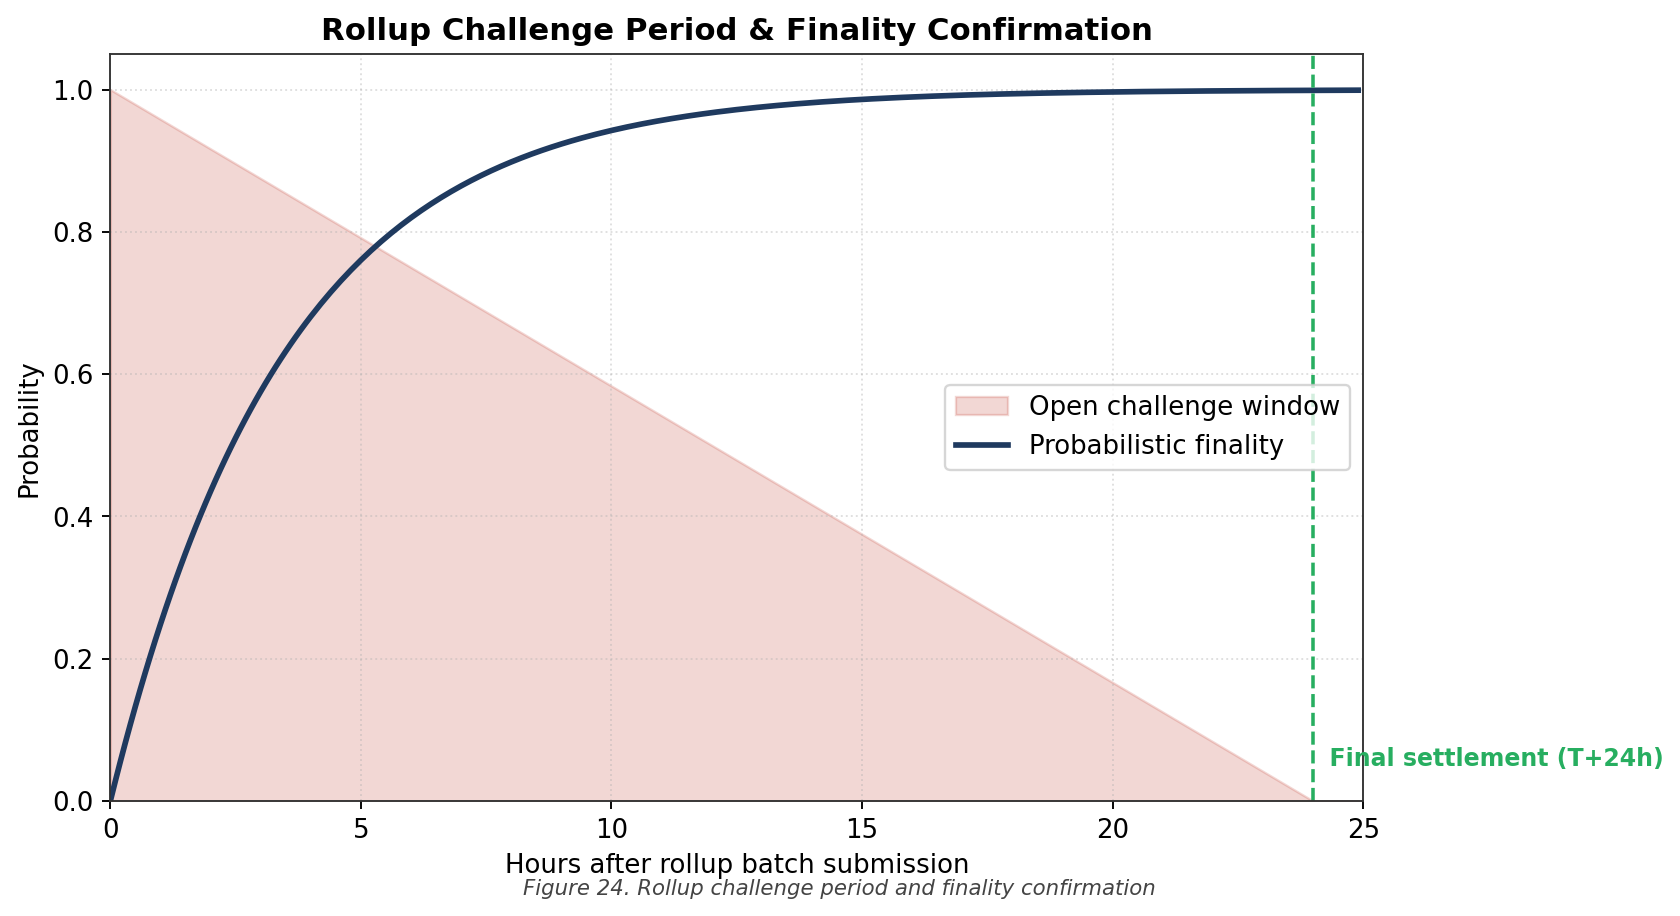 Rollup Challenge Period & Finality Confirmation
Probability
1.0
0.8
0.6
0.4
0.2
0.0
Open challenge window
Probabilistic finality
Final settlement (T+24h)
0 5 10 15 20 25
Hours after rollup batch submission
Figure 24. Rollup challenge period and finality confirmation